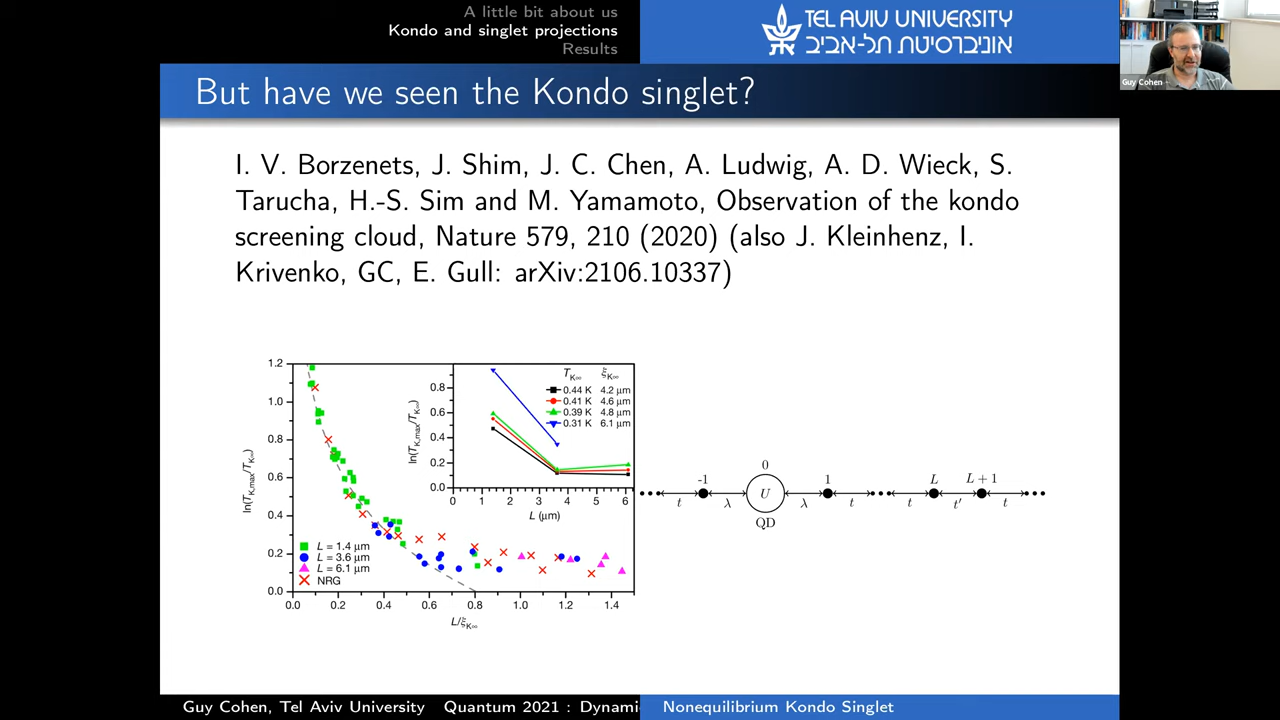 A little bit about us
Kondo and singlet projections
Results
TEL AVIV UNIVERSITY
אוניברסיטת תל-אביב
Guy Cohen
But have we seen the Kondo singlet?
I. V. Borzenets, J. Shim, J. C. Chen, A. Ludwig, A. D. Wieck, S.
Tarucha, H.-S. Sim and M. Yamamoto, Observation of the kondo
screening cloud, Nature 579, 210 (2020) (also J. Kleinhenz, I.
Krivenko, GC, E. Gull: arXiv:2106.10337)
1.2
1.0
0.8
0.6
0.4
0.2
0.0
ln(T_K,max/T_K∞)
0.0 0.2 0.4 0.6 0.8 1.0 1.2 1.4
L/ξ_K∞
L = 1.4 µm
L = 3.6 µm
L = 6.1 µm
NRG
0.8
0.6
0.4
0.2
0.0
ln(T_K,max/T_K∞)
0 1 2 3 4 5 6
L (µm)
T_K∞ ξ_K∞
0.44 K 4.2 µm
0.41 K 4.6 µm
0.39 K 4.8 µm
0.31 K 6.1 µm
-1 0 1 L L + 1
U
t λ λ t t t′ t
QD
Guy Cohen, Tel Aviv University Quantum 2021 : Dynami
Nonequilibrium Kondo Singlet